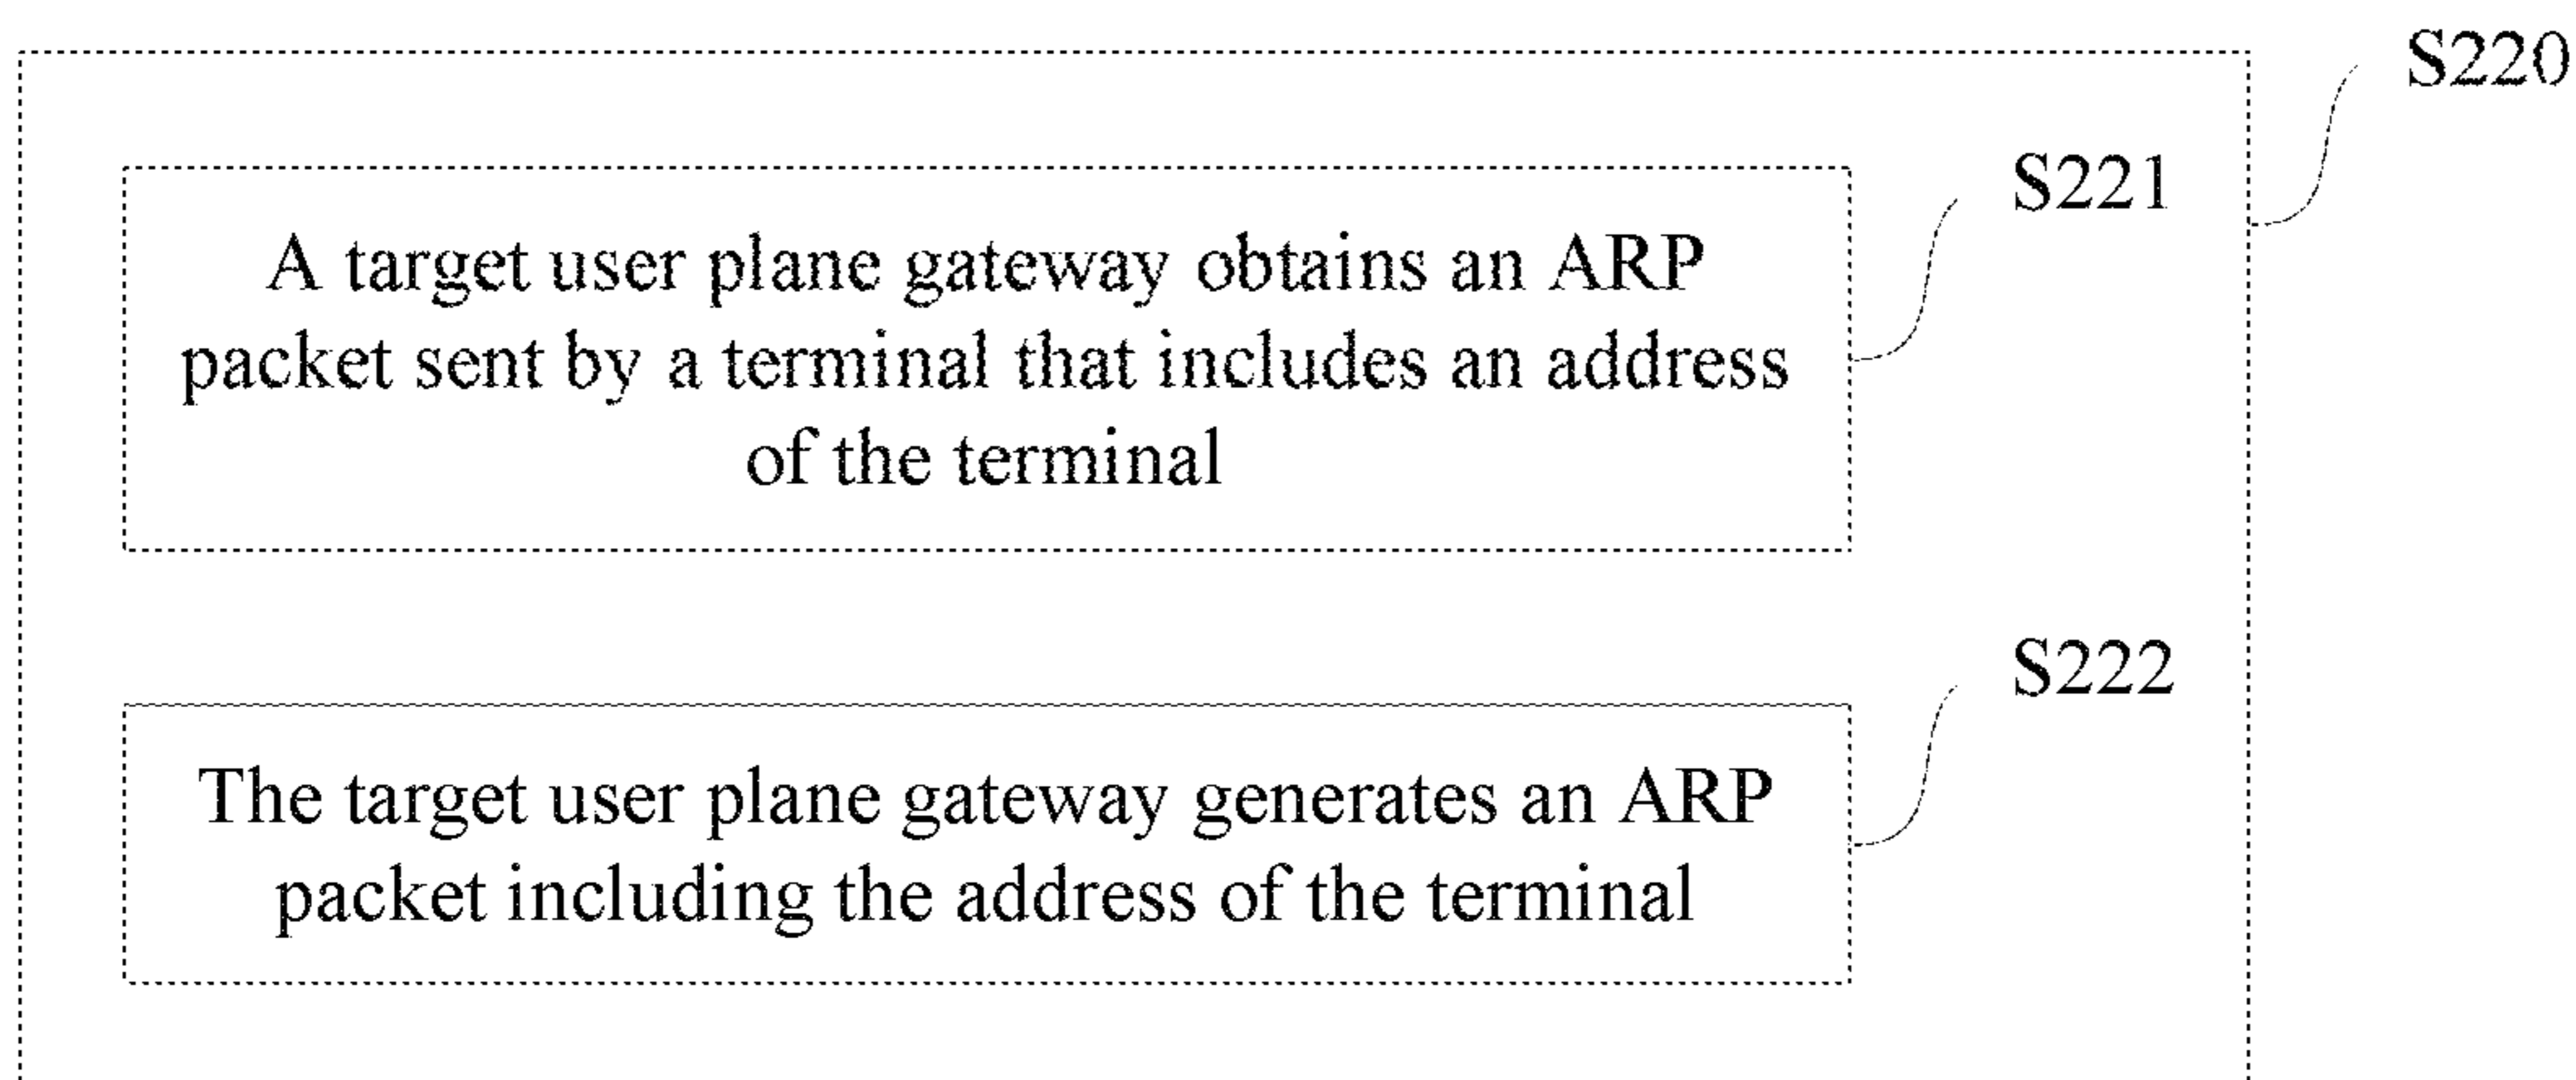 S220
S221
A target user plane gateway obtains an ARP
packet sent by a terminal that includes an address
of the terminal
S222
The target user plane gateway generates an ARP
packet including the address of the terminal